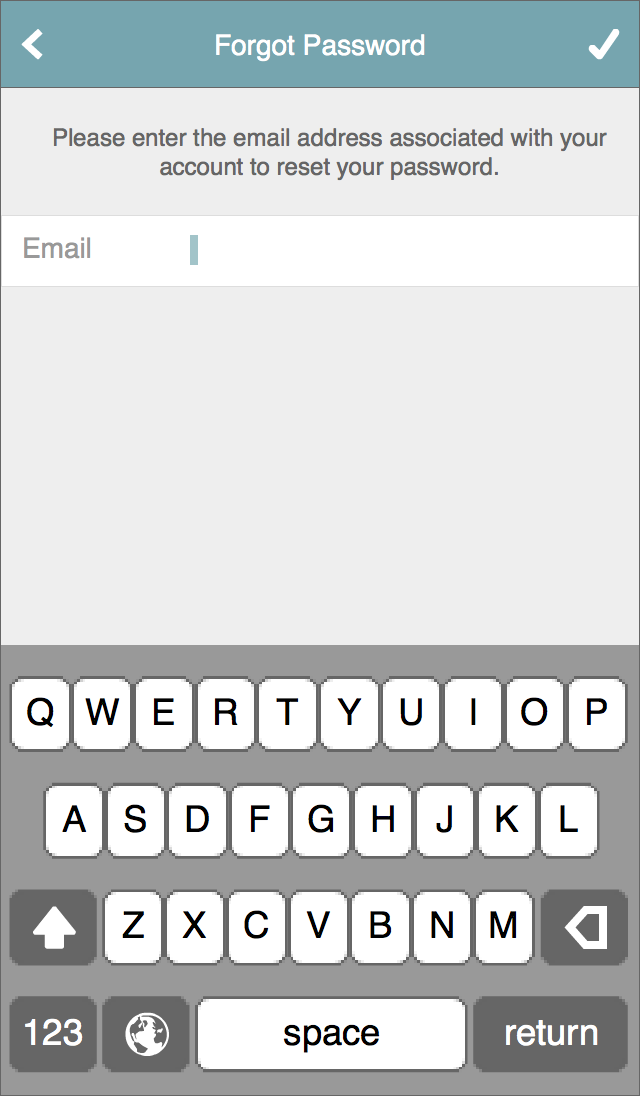 Forgot Password
Please enter the email address associated with your
account to reset your password.
Email
Q W E R T Y U I O P
A S D F G H J K L
Z X C V B N M
123 space return